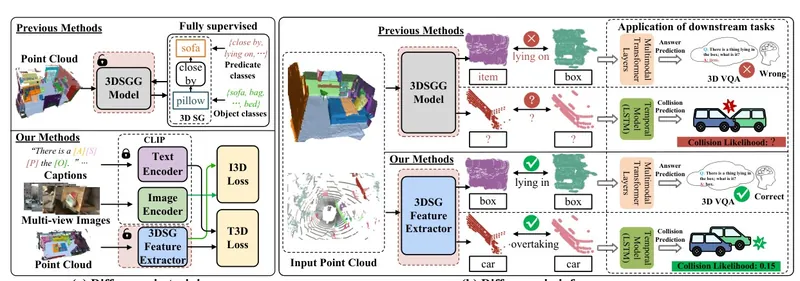 Previous Methods
Fully supervised
Point Cloud
3DSGG
Model
sofa
close
by
pillow
3D SG
{close by,
lying on,…}
Predicate
classes
{sofa, bag,
…, bed}
Object classes
Our Methods
CLIP
"There is a [A][S]
[P] the [O]. " …
Captions
Multi-view Images
Point Cloud
Text
Encoder
Image
Encoder
3DSG
Feature
Extractor
I3D
Loss
T3D
Loss
Previous Methods
3DSGG
Model
lying on
item
box
?
?
?
Application of downstream tasks
Multimodal
Transformer
Layers
Answer
Prediction
Q: There is a thing lying in
the box; what is it?
3D VQA
Wrong
Temporal
Model
(LSTM)
Collision
Prediction
Collision Likelihood: ?
Our Methods
Input Point Cloud
3DSG
Feature
Extractor
lying in
box
box
overtaking
car
car
Multimodal
Transformer
Layers
Answer
Prediction
Q: There is a thing lying in
the box; what is it?
A: box.
3D VQA
Correct
Temporal
Model
(LSTM)
Collision
Prediction
Collision Likelihood: 0.15